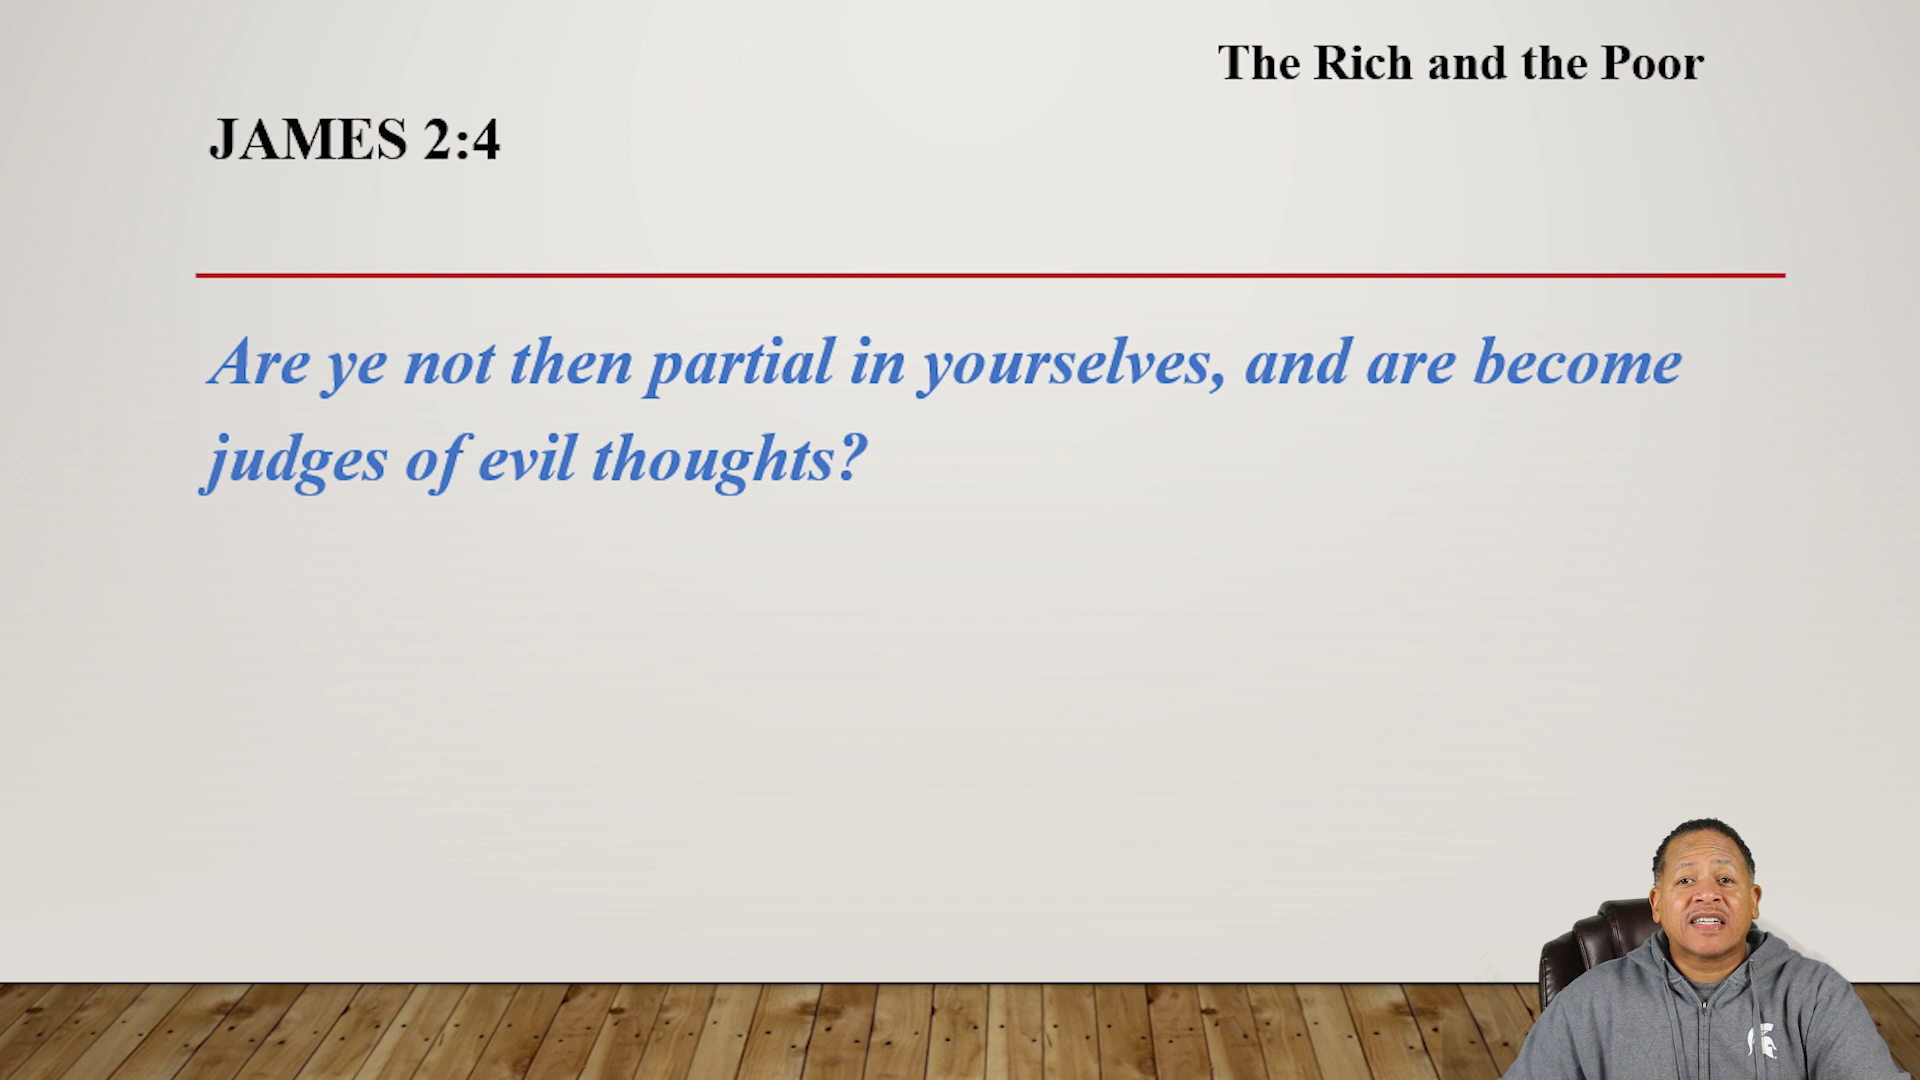 The Rich and the Poor
JAMES 2:4
Are ye not then partial in yourselves, and are become
judges of evil thoughts?